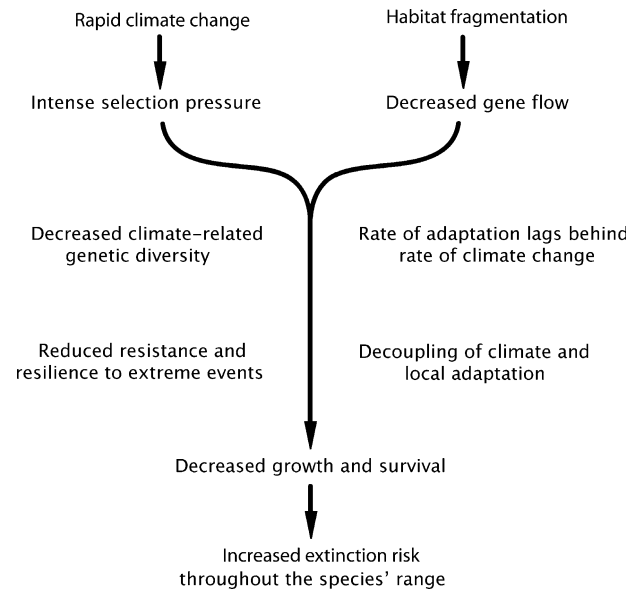 Rapid climate change
Habitat fragmentation
Intense selection pressure
Decreased gene flow
Decreased climate-related
genetic diversity
Rate of adaptation lags behind
rate of climate change
Reduced resistance and
resilience to extreme events
Decoupling of climate and
local adaptation
Decreased growth and survival
Increased extinction risk
throughout the species' range